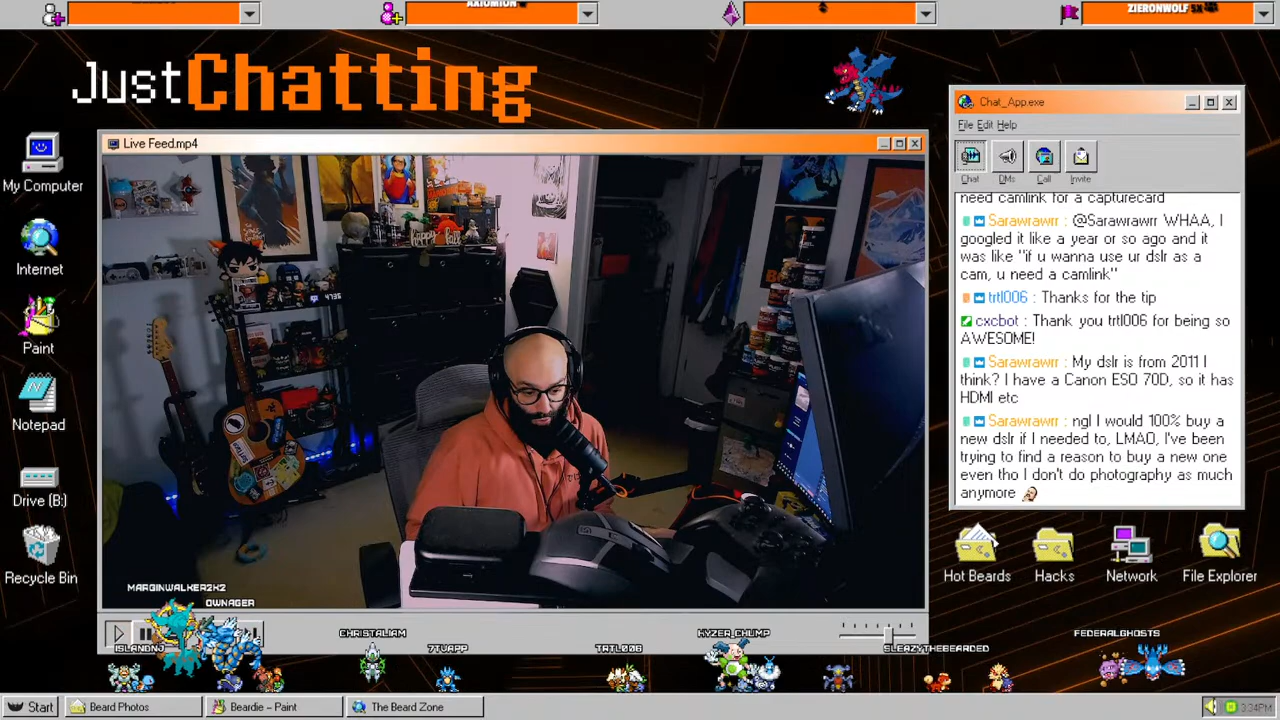 AXIOMION
ZIERONWOLF 5X
Just Chatting
Live Feed.mp4
Chat_App.exe
File Edit Help
Chat DMs Call Invite
need camlink for a capturecard
Sarawrawrr : @Sarawrawrr WHAA, I
googled it like a year or so ago and it
was like "if u wanna use ur dslr as a
cam, u need a camlink"
trtl006 : Thanks for the tip
cxcbot : Thank you trtl006 for being so
AWESOME!
Sarawrawrr : My dslr is from 2011 I
think? I have a Canon ESO 70D, so it has
HDMI etc
Sarawrawrr : ngl I would 100% buy a
new dslr if I needed to, LMAO, I've been
trying to find a reason to buy a new one
even tho I don't do photography as much
anymore
My Computer
Internet
Paint
Notepad
Drive (B:)
Recycle Bin
Hot Beards
Hacks
Network
File Explorer
MARGINWALKER2K2
OWNAGER
ISLANDNJ
CHRISTALIAM
7TVAPP
TRTL006
KYZER_CHUMP
SLEAZYTHEBEARDED
FEDERALGHOSTS
Start
Beard Photos
Beardie - Paint
The Beard Zone
3:34PM